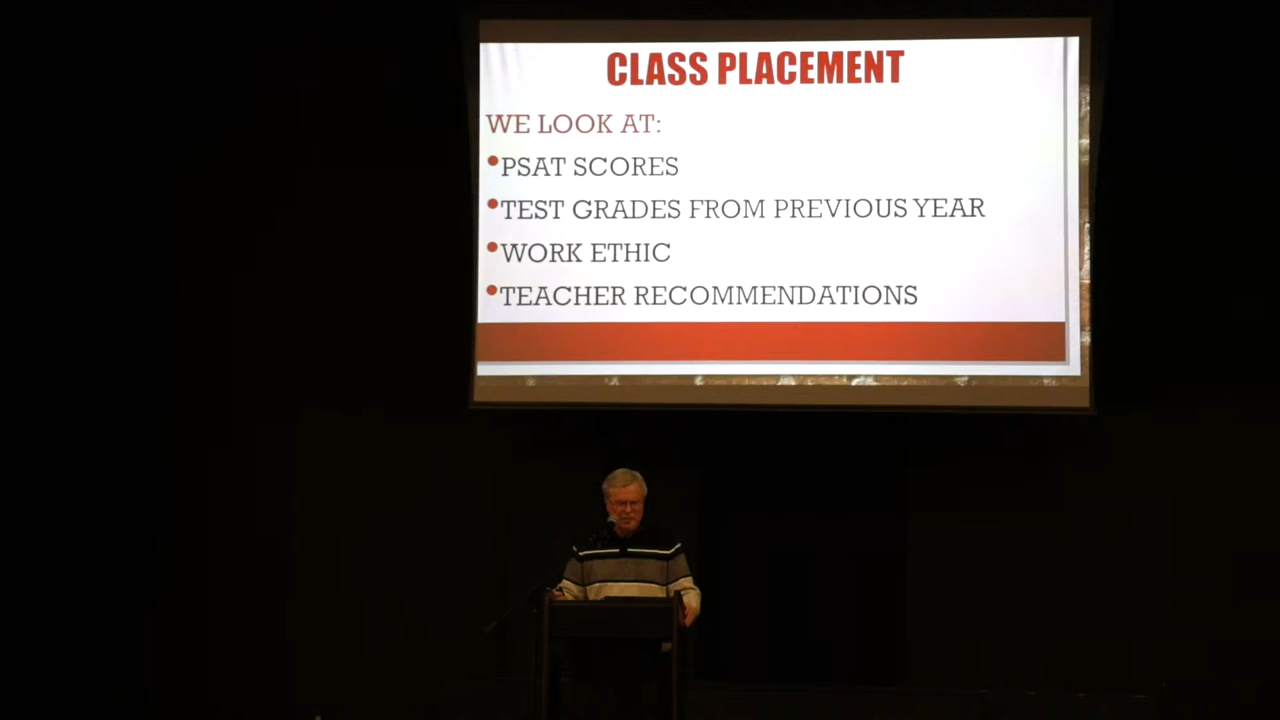 CLASS PLACEMENT
WE LOOK AT:
•PSAT SCORES
•TEST GRADES FROM PREVIOUS YEAR
•WORK ETHIC
•TEACHER RECOMMENDATIONS